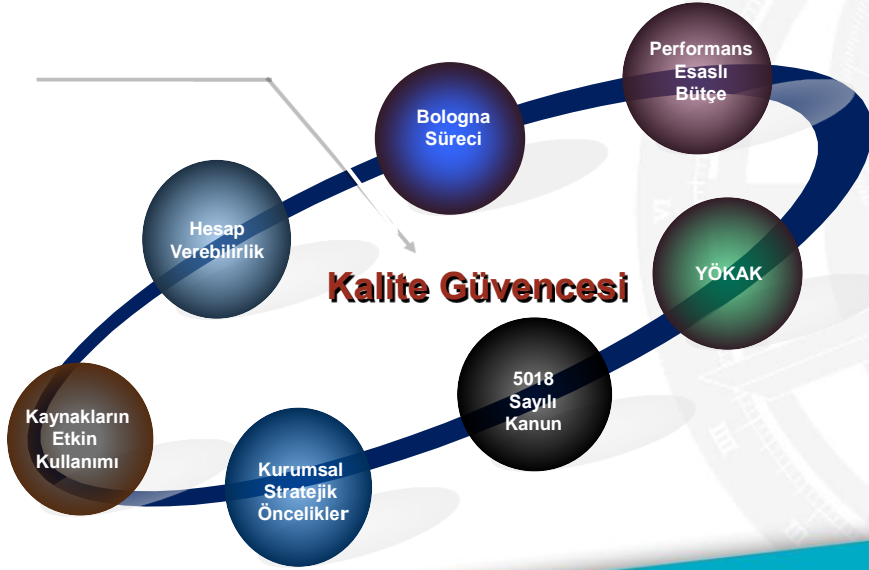 Performans
Esaslı
Bütçe
Bologna
Süreci
Hesap
Verebilirlik
YÖKAK
Kalite Güvencesi
5018
Sayılı
Kanun
Kaynakların
Etkin
Kullanımı
Kurumsal
Stratejik
Öncelikler